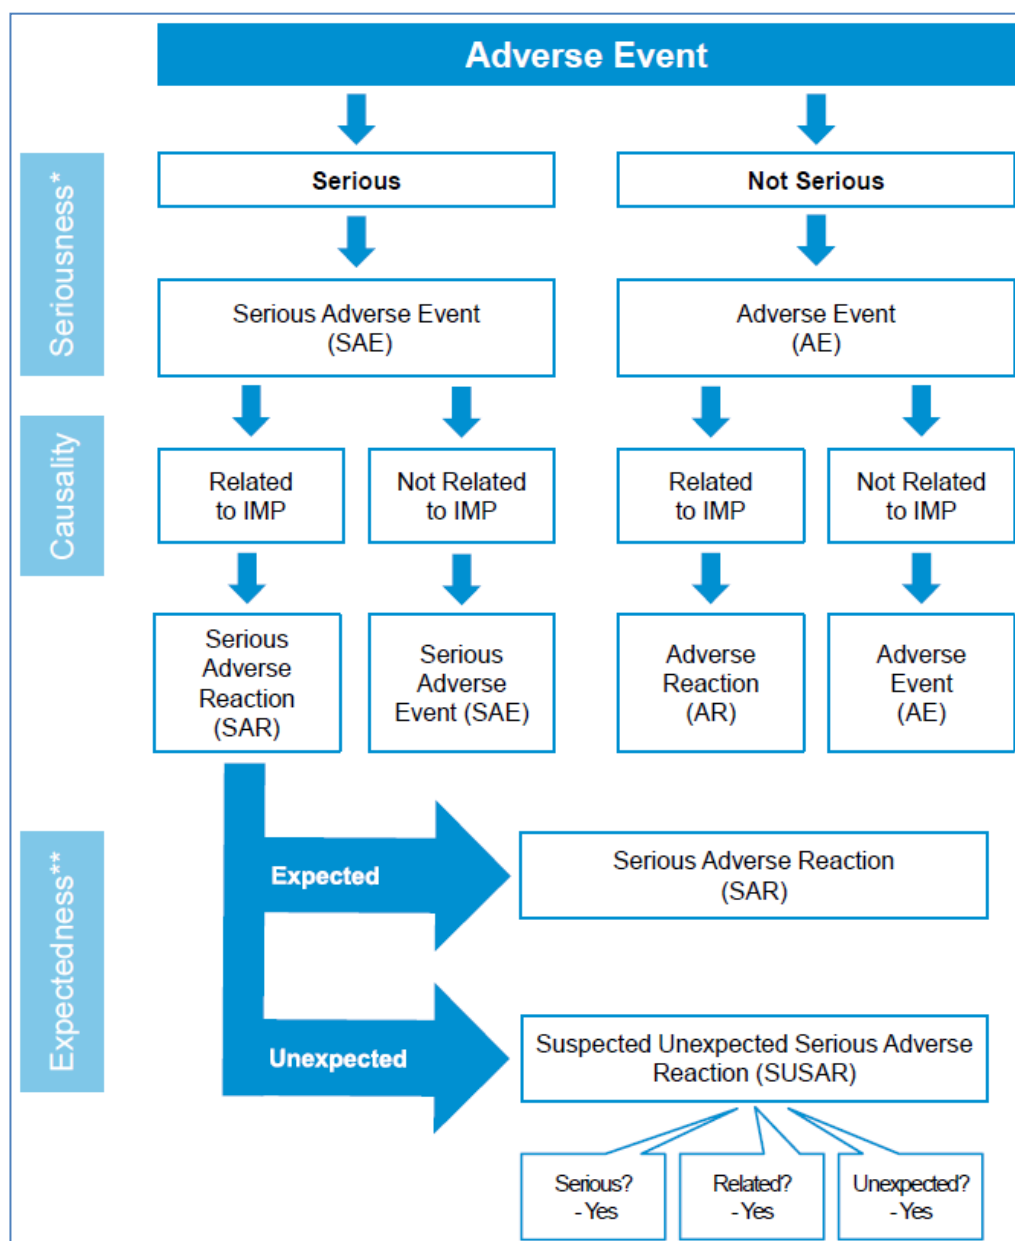 Adverse Event
Seriousness*
Serious
Not Serious
Serious Adverse Event
(SAE)
Adverse Event
(AE)
Causality
Related
to IMP
Not Related
to IMP
Related
to IMP
Not Related
to IMP
Serious
Adverse
Reaction
(SAR)
Serious
Adverse
Event (SAE)
Adverse
Reaction
(AR)
Adverse
Event
(AE)
Expectedness**
Expected
Serious Adverse Reaction
(SAR)
Unexpected
Suspected Unexpected Serious Adverse
Reaction (SUSAR)
Serious?
- Yes
Related?
- Yes
Unexpected?
- Yes